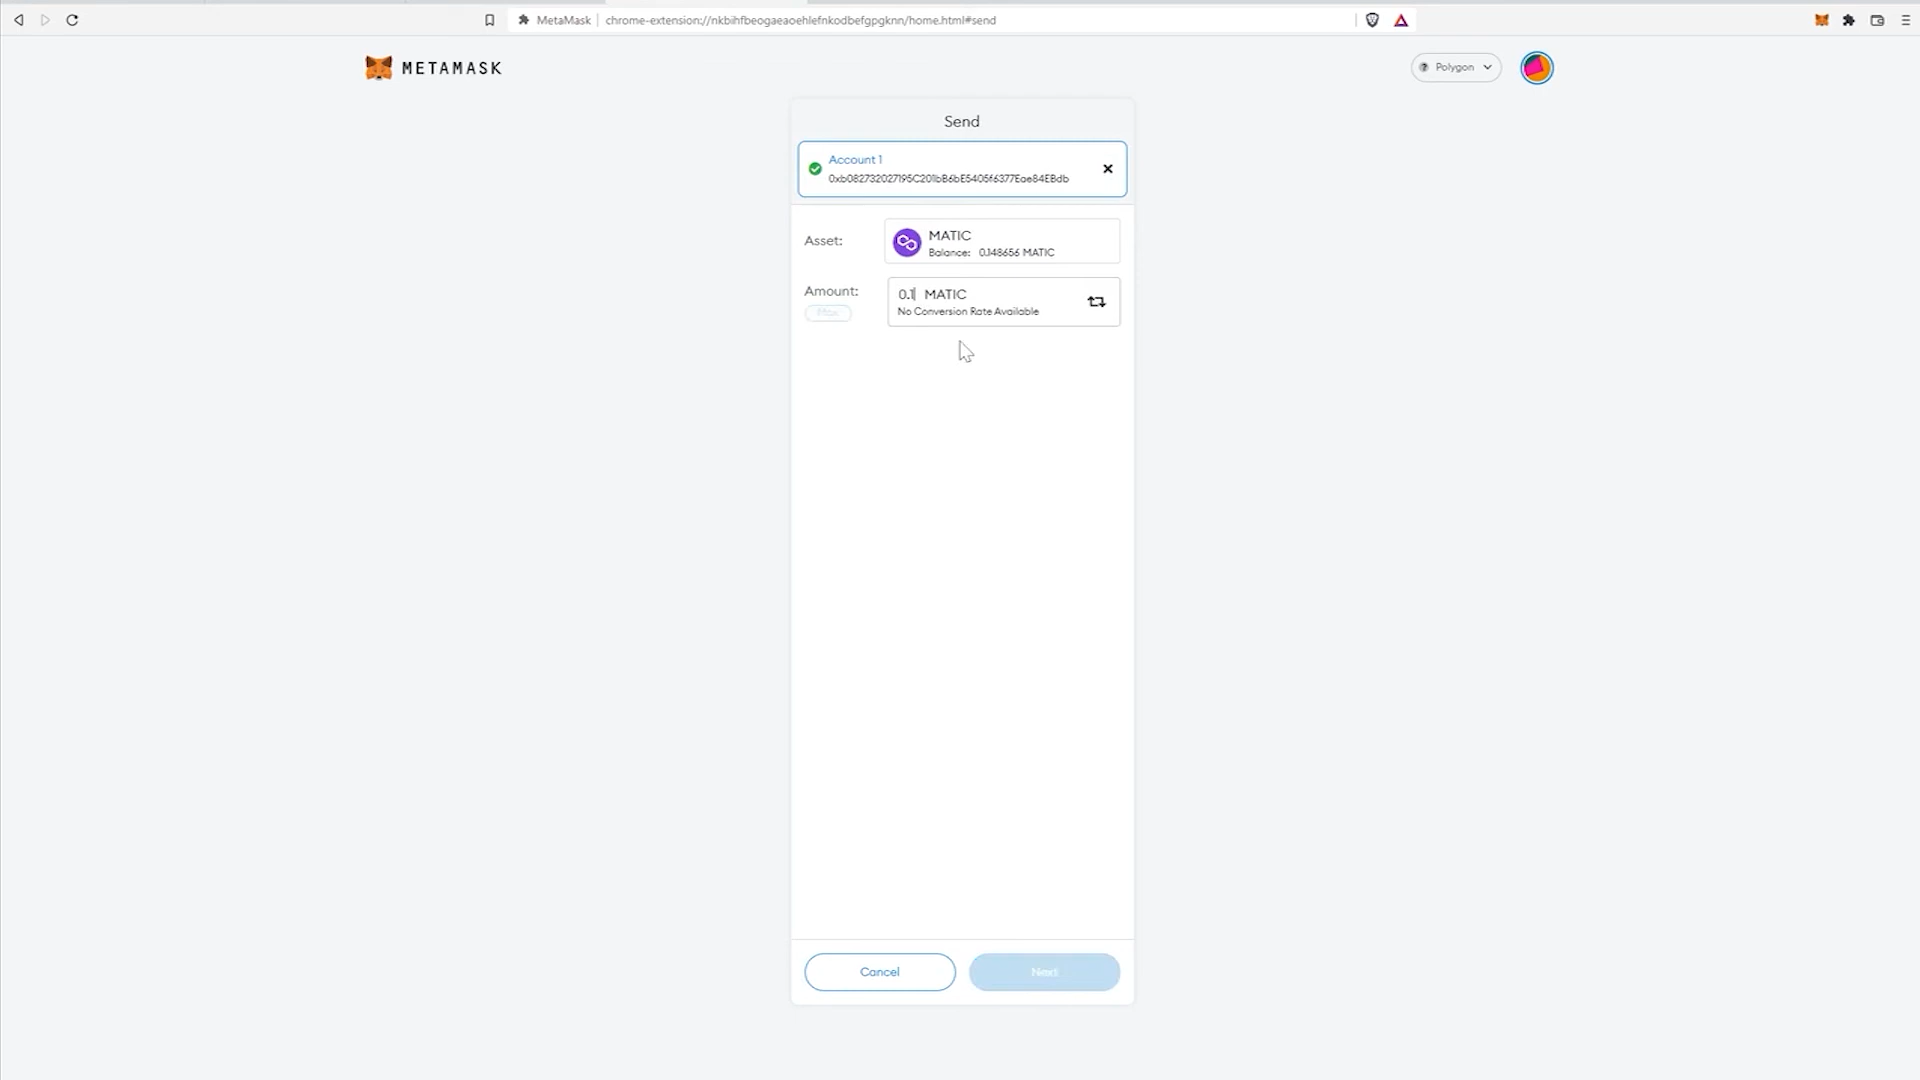 MetaMask chrome-extension://nkbihfbeogaeaoehlefnkodbefgpgknn/home.html#send
METAMASK
Polygon
Send
Account 1
0xb082732027195C201bB6bE5405f6377Eae84EBdb
Asset:
MATIC
Balance: 0.148656 MATIC
Amount:
Max
0.1 MATIC
No Conversion Rate Available
Cancel
Next